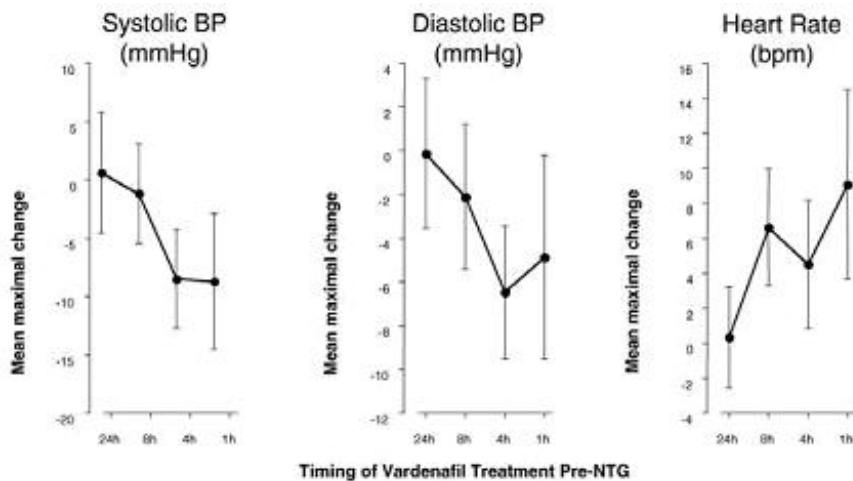 Systolic BP
(mmHg)
Diastolic BP
(mmHg)
Heart Rate
(bpm)
Mean maximal change
10
5
0
-5
-10
-15
-20
24h 8h 4h 1h
Mean maximal change
4
2
0
-2
-4
-6
-8
-10
-12
24h 8h 4h 1h
Mean maximal change
16
14
12
10
8
6
4
2
0
-2
-4
24h 8h 4h 1h
Timing of Vardenafil Treatment Pre-NTG